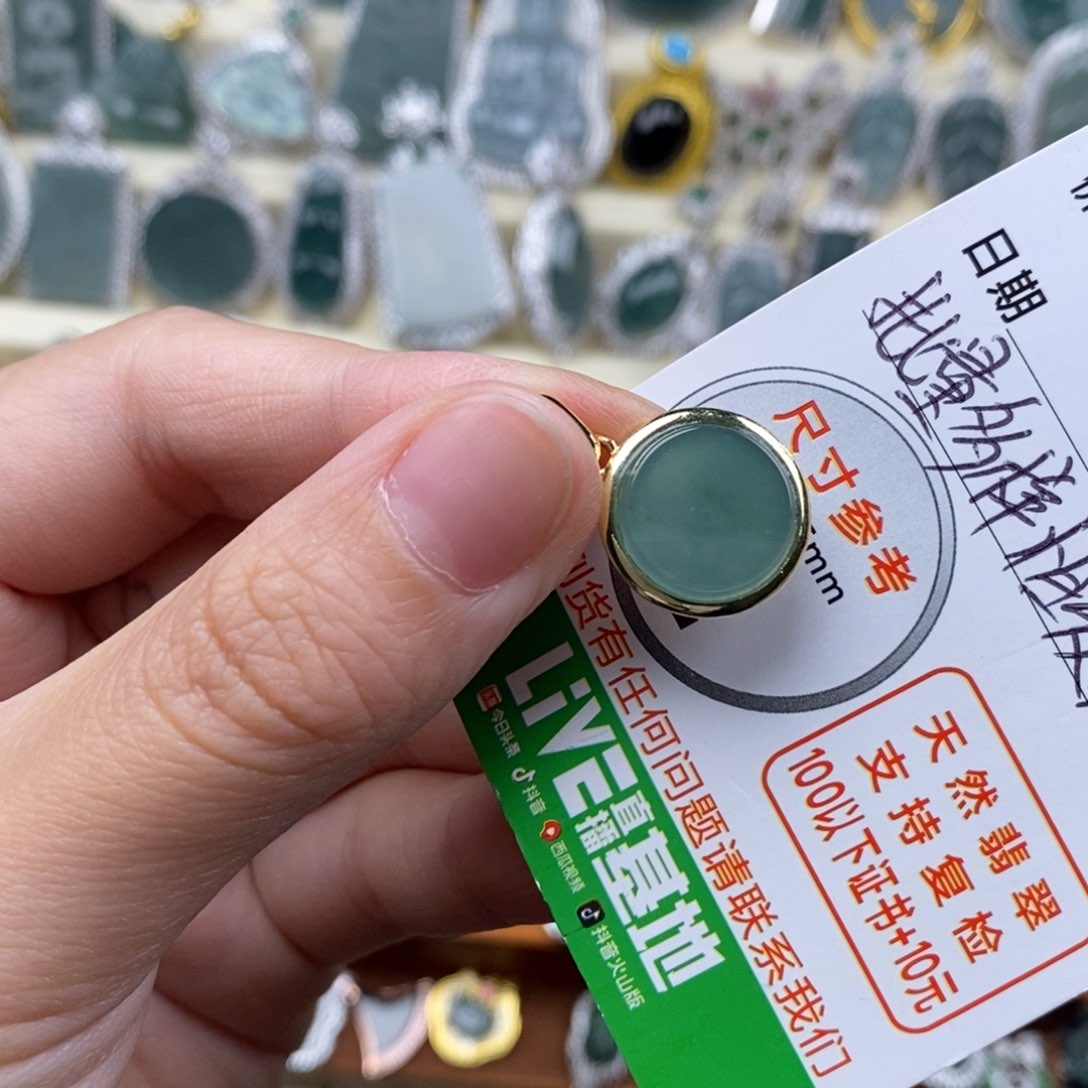 日期
尺寸参考
mm
到货有任何问题请联系我们
LiVE直播基地
今日头条
抖音
西瓜视频
抖音火山版
天然翡翠
支持复检
100以下证书+10元